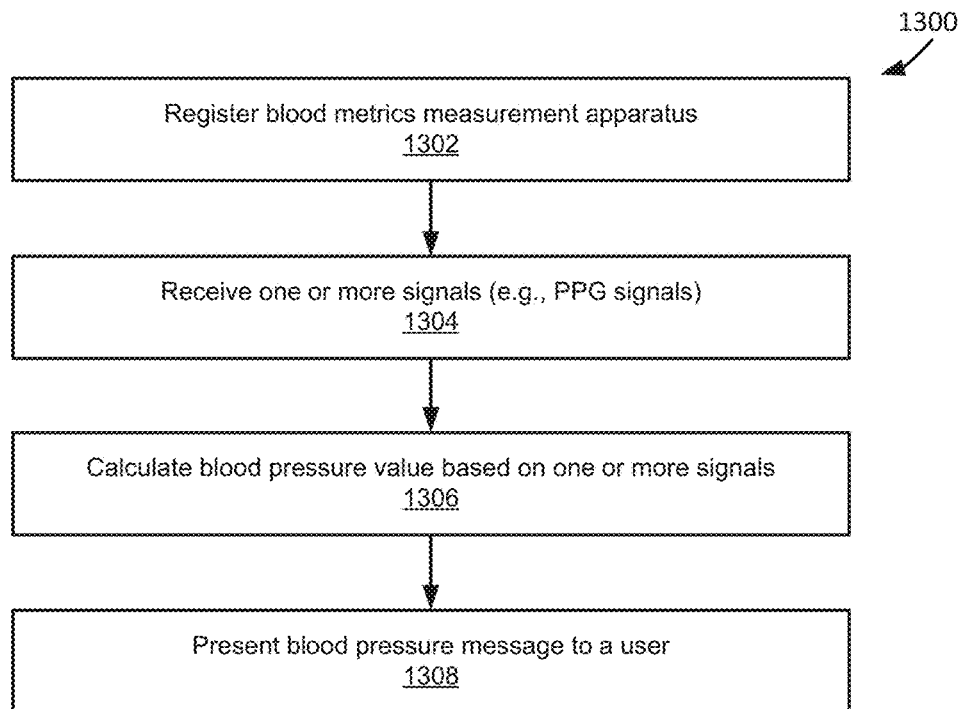 1300
Register blood metrics measurement apparatus
1302
Receive one or more signals (e.g., PPG signals)
1304
Calculate blood pressure value based on one or more signals
1306
Present blood pressure message to a user
1308